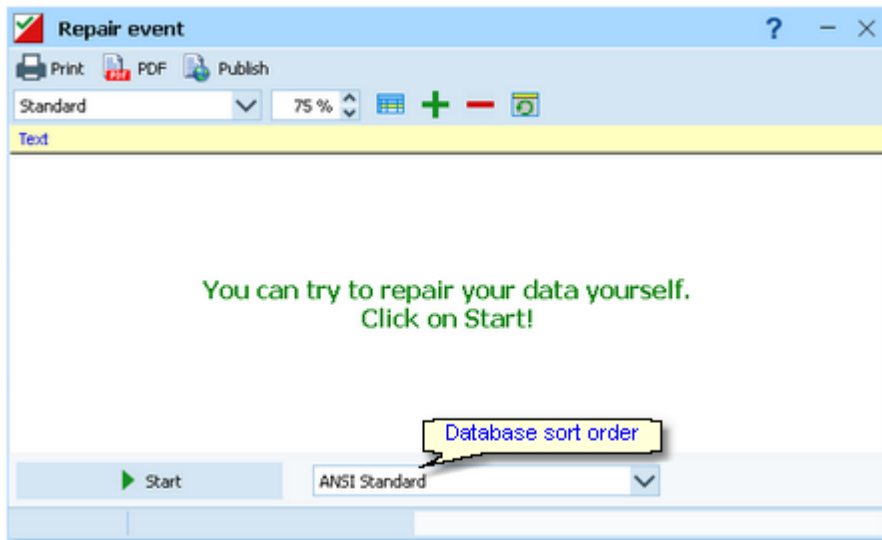 Repair event ?
Print PDF PDF Publish
Standard 75 %
Text
You can try to repair your data yourself.
Click on Start!
Database sort order
Start ANSI Standard